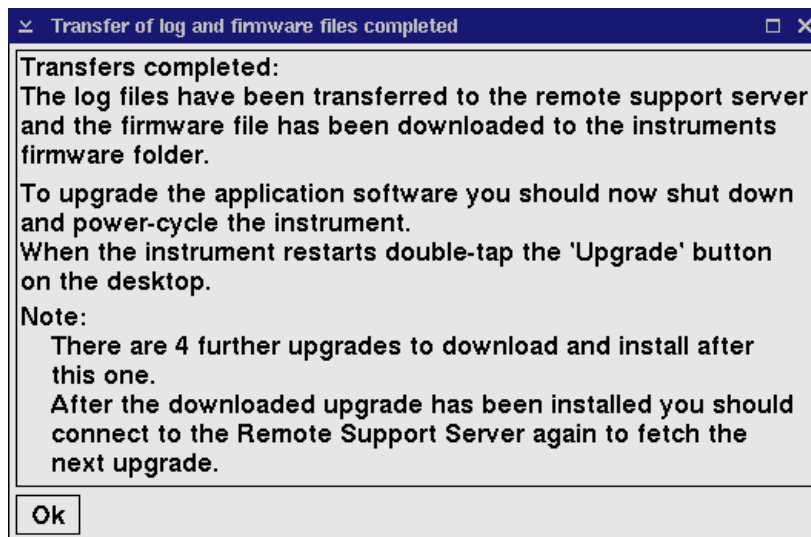 Transfer of log and firmware files completed
Transfers completed:
The log files have been transferred to the remote support server
and the firmware file has been downloaded to the instruments
firmware folder.
To upgrade the application software you should now shut down
and power-cycle the instrument.
When the instrument restarts double-tap the 'Upgrade' button
on the desktop.
Note:
There are 4 further upgrades to download and install after
this one.
After the downloaded upgrade has been installed you should
connect to the Remote Support Server again to fetch the
next upgrade.
Ok